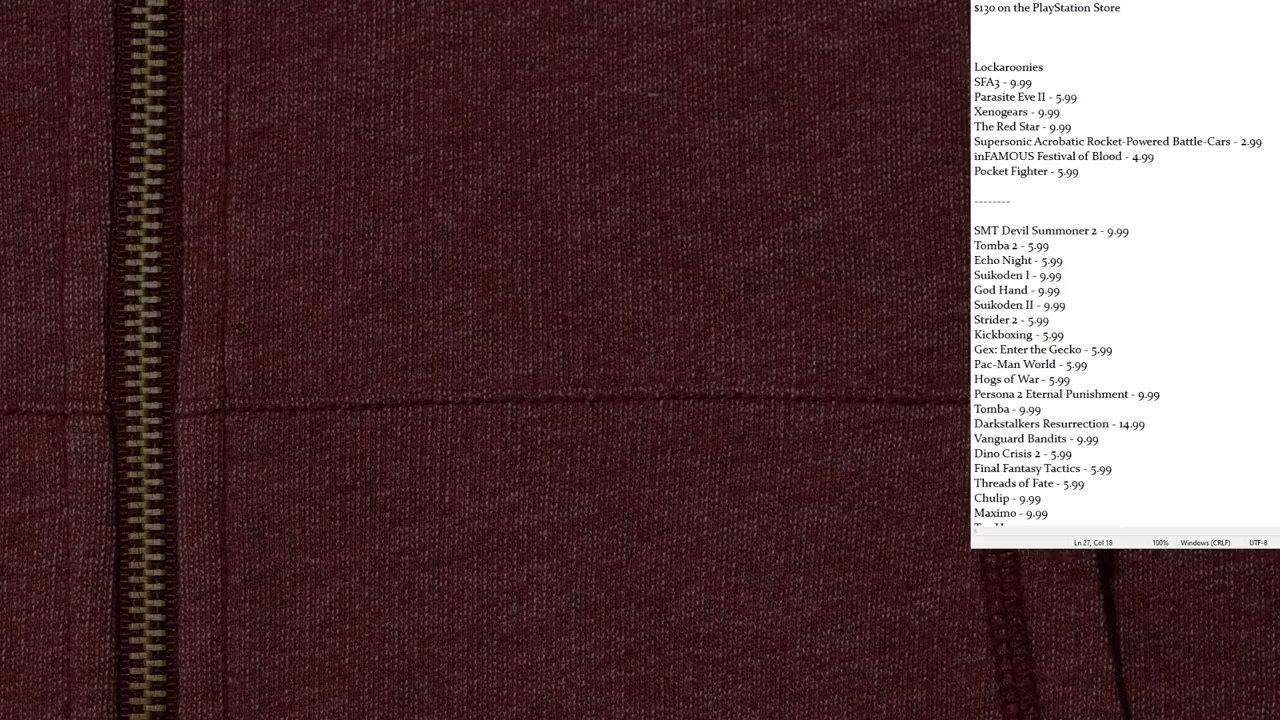 $130 on the PlayStation Store
Lockaroonies
SFA3 - 9.99
Parasite Eve II - 5.99
Xenogears - 9.99
The Red Star - 9.99
Supersonic Acrobatic Rocket-Powered Battle-Cars - 2.99
inFAMOUS Festival of Blood - 4.99
Pocket Fighter - 5.99
--------
SMT Devil Summoner 2 - 9.99
Tomba 2 - 5.99
Echo Night - 5.99
Suikoden I - 9.99
God Hand - 9.99
Suikoden II - 9.99
Strider 2 - 5.99
Kickboxing - 5.99
Gex: Enter the Gecko - 5.99
Pac-Man World - 5.99
Hogs of War - 5.99
Persona 2 Eternal Punishment - 9.99
Tomba - 9.99
Darkstalkers Resurrection - 14.99
Vanguard Bandits - 9.99
Dino Crisis 2 - 5.99
Final Fantasy Tactics - 5.99
Threads of Fate - 5.99
Chulip - 9.99
Maximo - 9.99
Ln 27, Col 18 100% Windows (CRLF) UTF-8